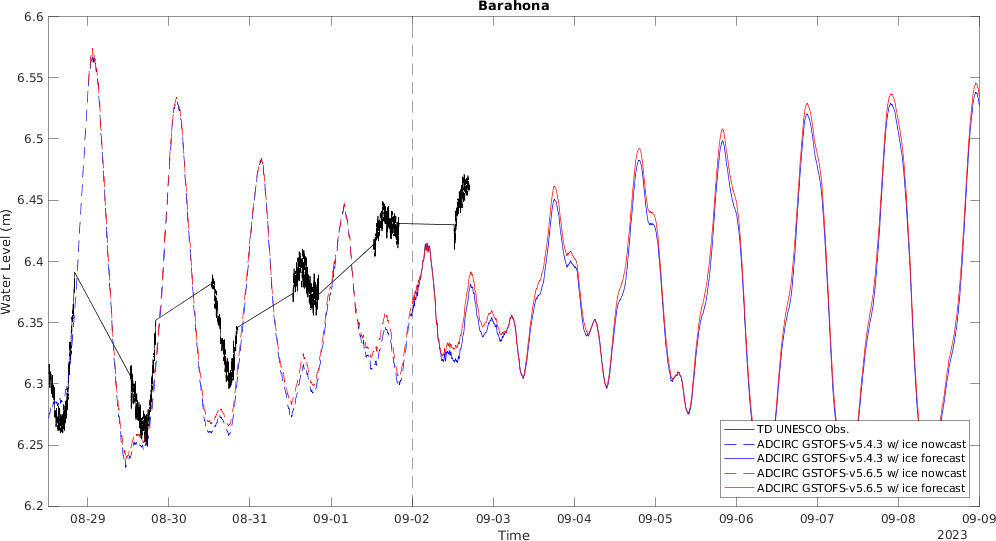 Barahona
6.6
6.55
6.5
6.45
6.4
6.35
6.3
6.25
6.2
Water Level (m)
TD UNESCO Obs.
ADCIRC GSTOFS-v5.4.3 w/ ice nowcast
ADCIRC GSTOFS-v5.4.3 w/ ice forecast
ADCIRC GSTOFS-v5.6.5 w/ ice nowcast
ADCIRC GSTOFS-v5.6.5 w/ ice forecast
08-29 08-30 08-31 09-01 09-02 09-03 09-04 09-05 09-06 09-07 09-08 09-09
Time
2023